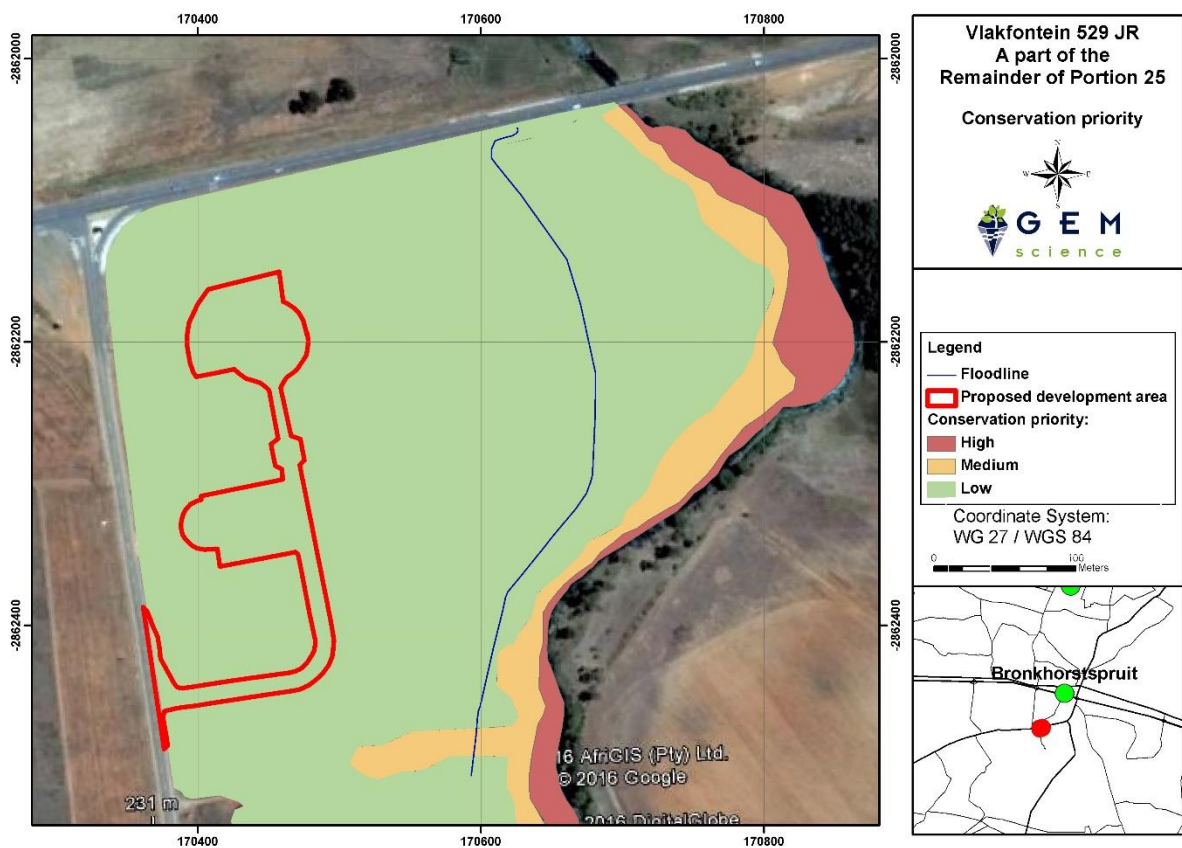 170400
170600
170800
-2862000
-2862000
-2862200
-2862200
-2862400
-2862400
231 m
16 AfriGIS (Pty) Ltd.
© 2016 Google
2016 DigitalGlobe
170400
170600
170800
Vlakfontein 529 JR
A part of the
Remainder of Portion 25
Conservation priority
N
W
E
S
GEM
science
Legend
Floodline
Proposed development area
Conservation priority:
High
Medium
Low
Coordinate System:
WG 27 / WGS 84
0 100
Meters
Bronkhorstspruit